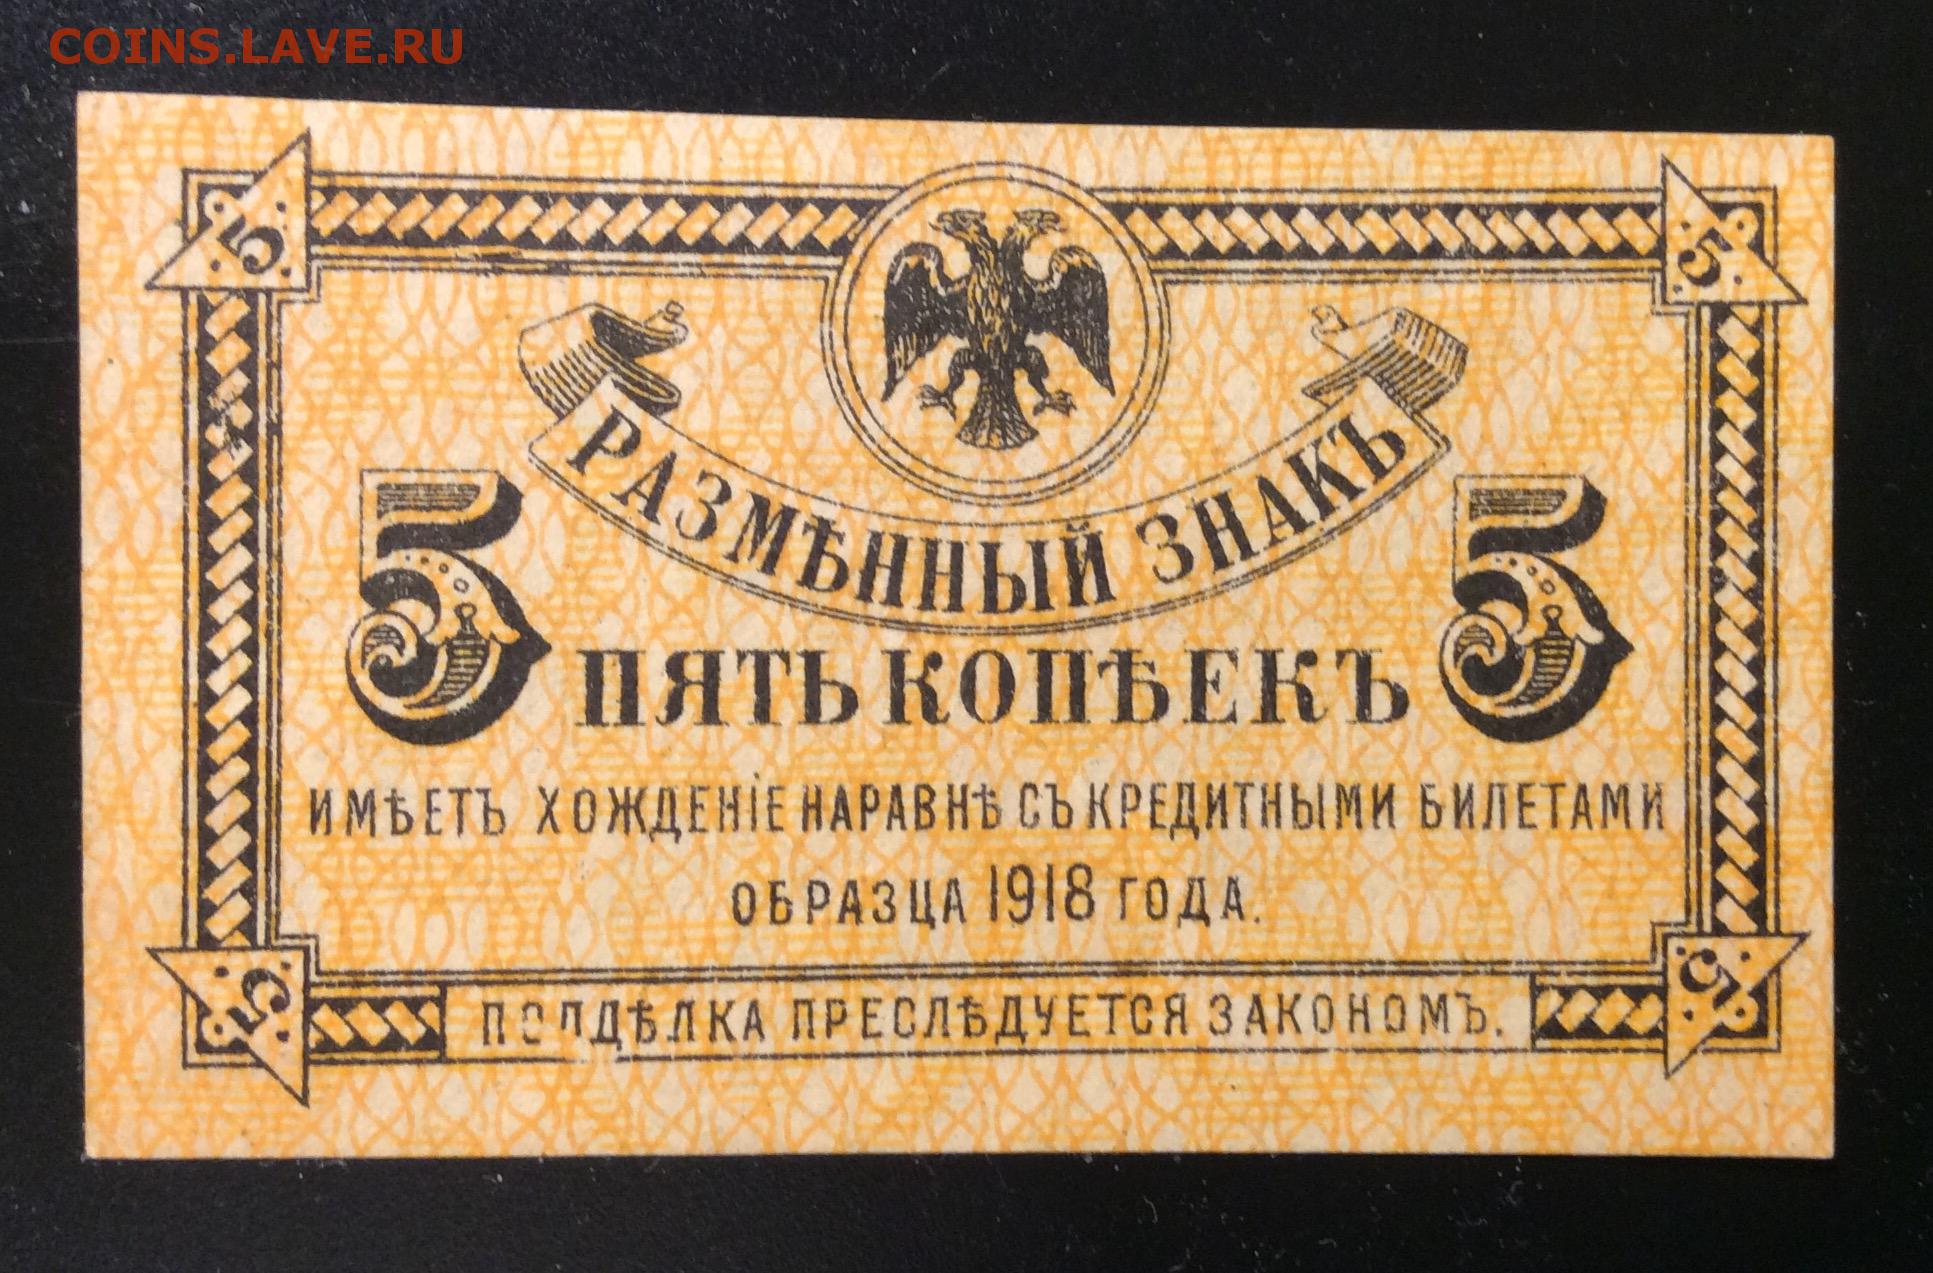 COINS.LAVE.RU
5 5
РАЗМѢННЫЙ ЗНАКЪ
5 ПЯТЬ КОПѢЕКЪ 5
ИМѢЕТЪ ХОЖДЕНІЕ НАРАВНѢ СЪ КРЕДИТНЫМИ БИЛЕТАМИ
ОБРАЗЦА 1918 ГОДА.
5 ПОДДѢЛКА ПРЕСЛѢДУЕТСЯ ЗАКОНОМЪ. 5